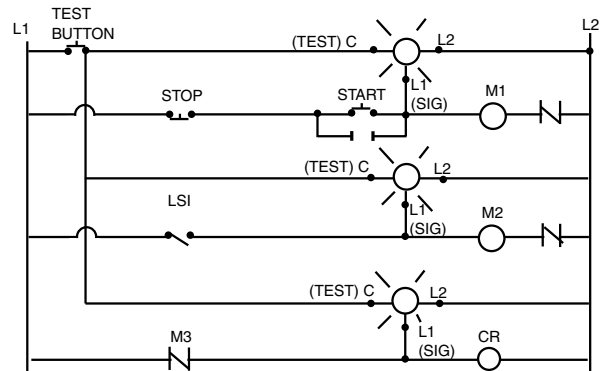 TEST
BUTTON
L1
L2
(TEST) C
L2
L1
(SIG)
STOP
START
M1
(TEST) C
L2
L1
(SIG)
LSI
M2
(TEST) C
L2
L1
(SIG)
M3
CR